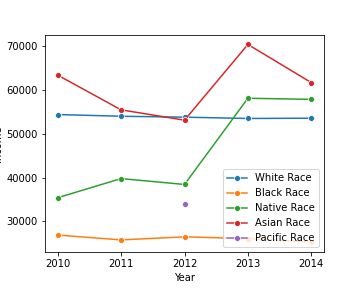 70000
60000
50000
40000
30000
White Race
Black Race
Native Race
Asian Race
Pacific Race
2010
2011
2012
2013
2014
Year